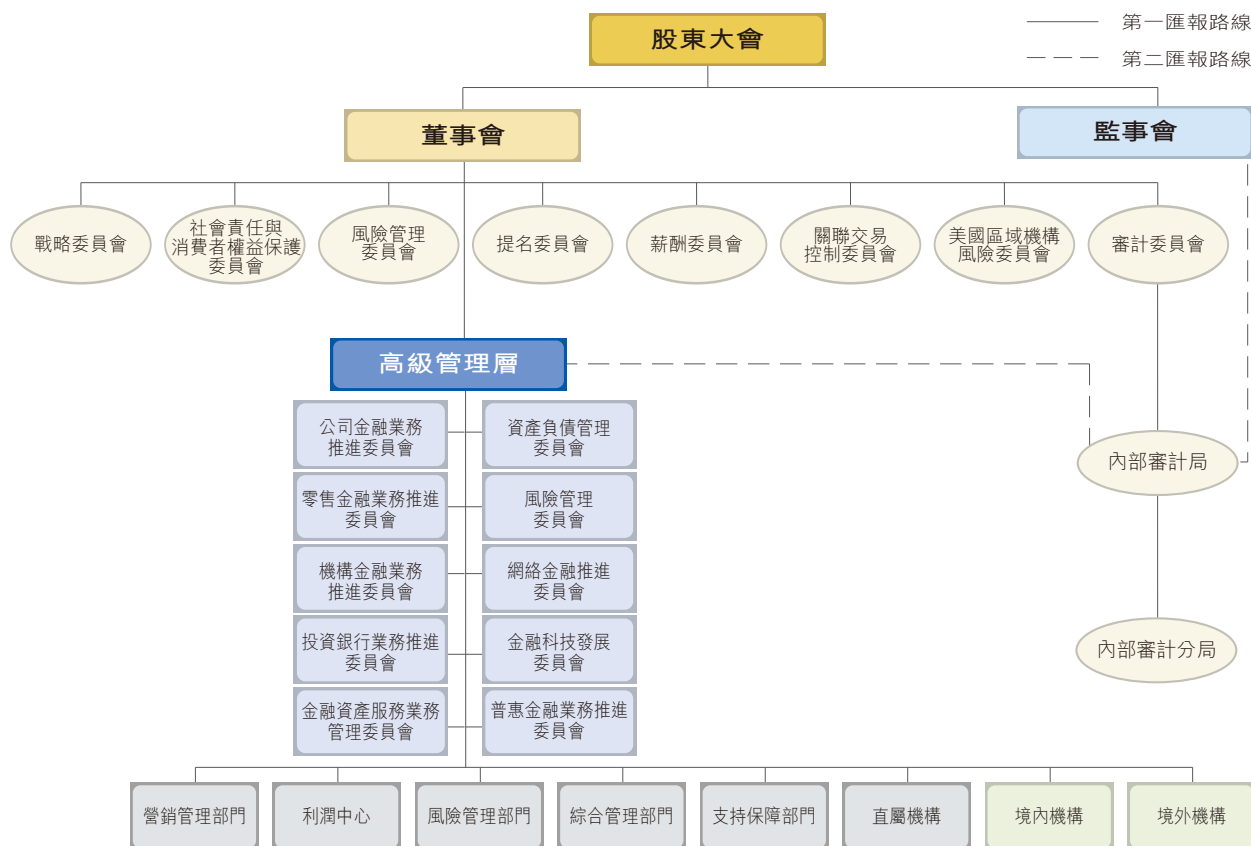 股東大會
第一匯報路線
第二匯報路線
董事會
監事會
戰略委員會
社會責任與
消費者權益保護
委員會
風險管理
委員會
提名委員會
薪酬委員會
關聯交易
控制委員會
美國區域機構
風險委員會
審計委員會
高級管理層
公司金融業務
推進委員會
資產負債管理
委員會
零售金融業務推進
委員會
風險管理
委員會
機構金融業務
推進委員會
網絡金融推進
委員會
投資銀行業務推進
委員會
金融科技發展
委員會
金融資產服務業務
管理委員會
普惠金融業務推進
委員會
內部審計局
內部審計分局
營銷管理部門
利潤中心
風險管理部門
綜合管理部門
支持保障部門
直屬機構
境內機構
境外機構